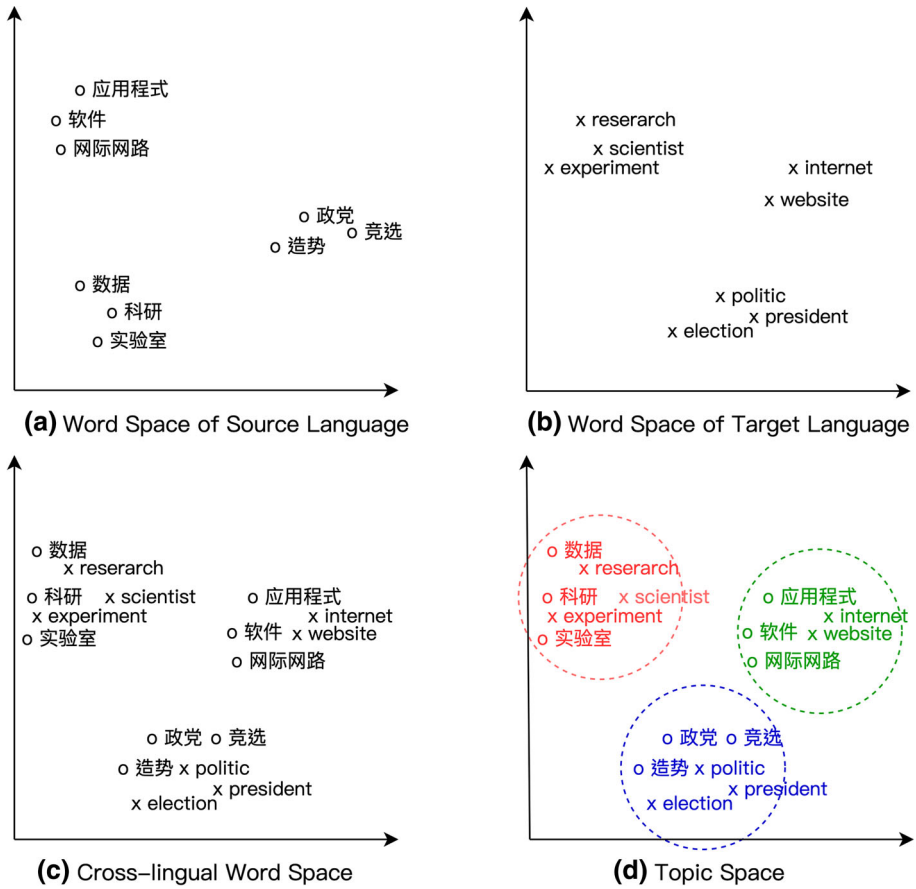 o 应用程式
o 软件
o 网际网路
o 政党
o 竞选
o 造势
o 数据
o 科研
o 实验室
(a) Word Space of Source Language
x reserarch
x scientist
x experiment
x internet
x website
x politic
x president
x election
(b) Word Space of Target Language
o 数据
x reserarch
o 科研 x scientist
x experiment
o 实验室
o 应用程式
x internet
o 软件 x website
o 网际网路
o 政党 o 竞选
o 造势 x politic
x president
x election
(c) Cross-lingual Word Space
o 数据
x reserarch
o 科研 x scientist
x experiment
o 实验室
o 应用程式
x internet
o 软件 x website
o 网际网路
o 政党 o 竞选
o 造势 x politic
x president
x election
(d) Topic Space